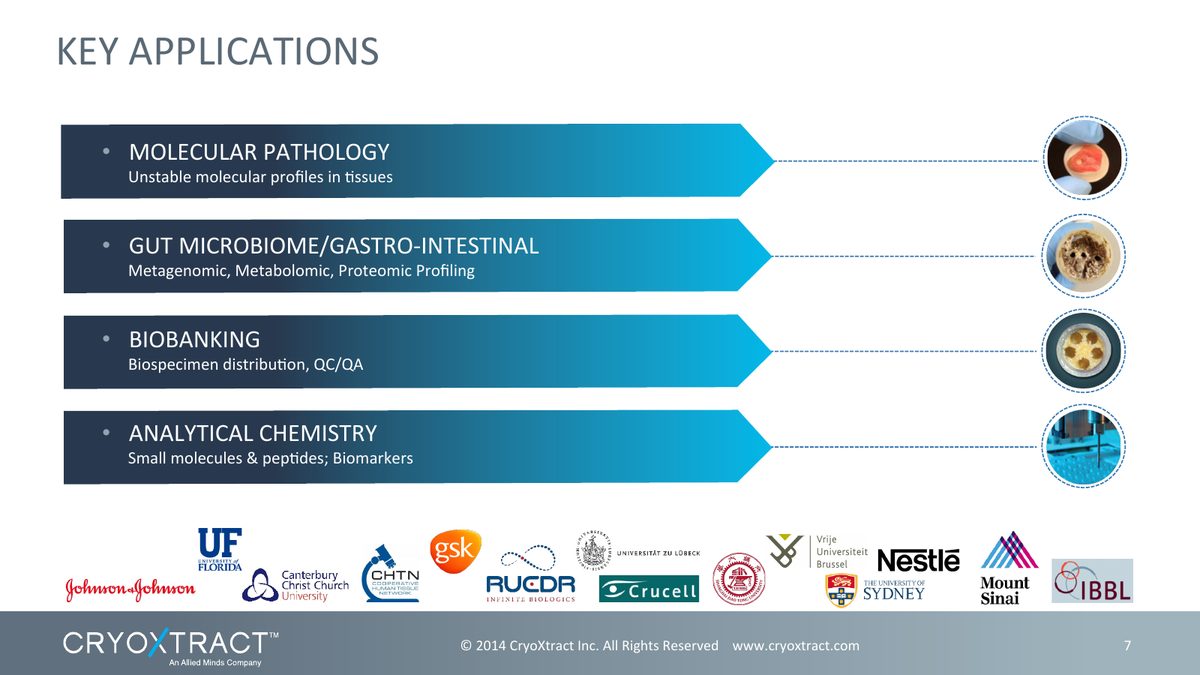 KEY APPLICATIONS
• MOLECULAR PATHOLOGY
Unstable molecular profiles in tissues
• GUT MICROBIOME/GASTRO-INTESTINAL
Metagenomic, Metabolomic, Proteomic Profiling
• BIOBANKING
Biospecimen distribution, QC/QA
• ANALYTICAL CHEMISTRY
Small molecules & peptides; Biomarkers
Johnson & Johnson
UF
UNIVERSITY of
FLORIDA
Canterbury
Christ Church
University
CHTN
COOPERATIVE
HUMAN TISSUE
NETWORK
gsk
RUCDR
INFINITE BIOLOGICS
UNIVERSITÄT ZU LÜBECK
Crucell
Vrije
Universiteit
Brussel
THE UNIVERSITY OF
SYDNEY
Nestlé
Mount
Sinai
IBBL
CRYOXTRACT™
An Allied Minds Company
© 2014 CryoXtract Inc. All Rights Reserved www.cryoxtract.com
7